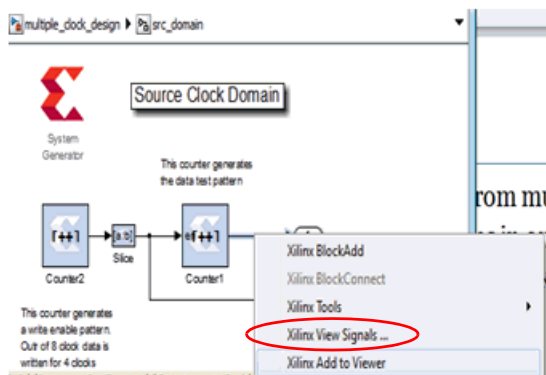 multiple_clock_design ▸ src_domain
Source Clock Domain
System
Generator
This counter generates
the data test pattern
rom mu
[++]
[a:b]
en [++]
Slice
Counter2
Counter1
This counter generates
a write enable pattern.
Out of 8 clock data is
written for 4 clocks
Xilinx BlockAdd
Xilinx BlockConnect
Xilinx Tools
Xilinx View Signals ...
Xilinx Add to Viewer